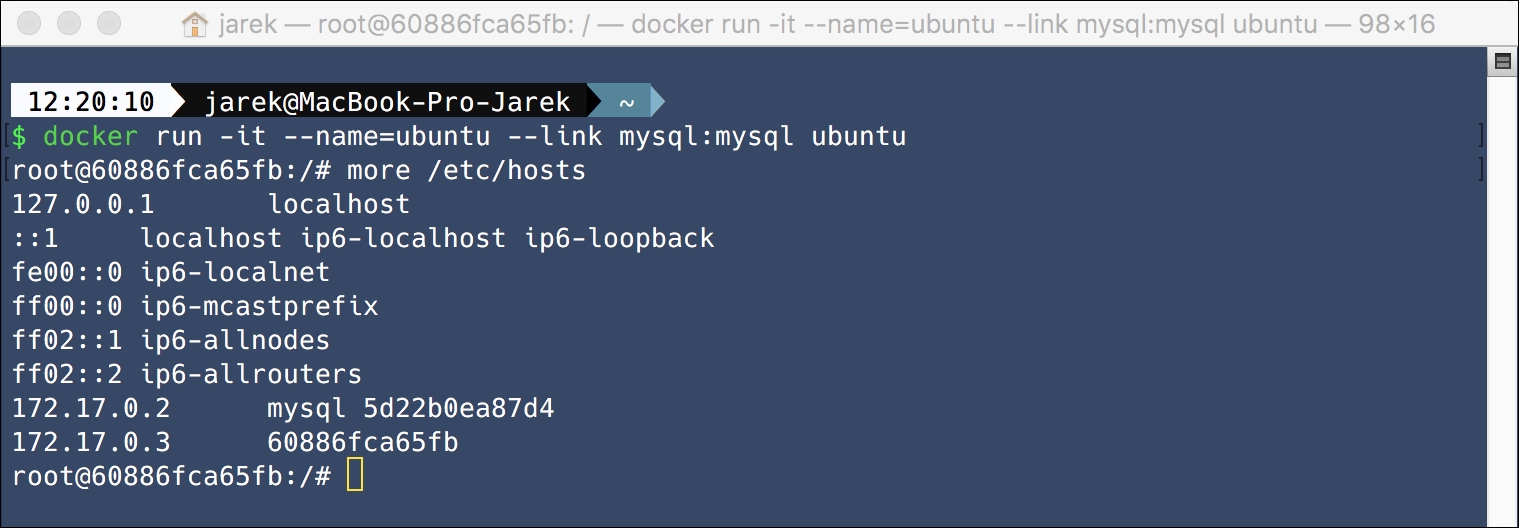 jarek — root@60886fca65fb: / — docker run -it --name=ubuntu --link mysql:mysql ubuntu — 98×16
12:20:10 jarek@MacBook-Pro-Jarek ~
[$ docker run -it --name=ubuntu --link mysql:mysql ubuntu ]
[root@60886fca65fb:/# more /etc/hosts ]
127.0.0.1 localhost
::1 localhost ip6-localhost ip6-loopback
fe00::0 ip6-localnet
ff00::0 ip6-mcastprefix
ff02::1 ip6-allnodes
ff02::2 ip6-allrouters
172.17.0.2 mysql 5d22b0ea87d4
172.17.0.3 60886fca65fb
root@60886fca65fb:/#